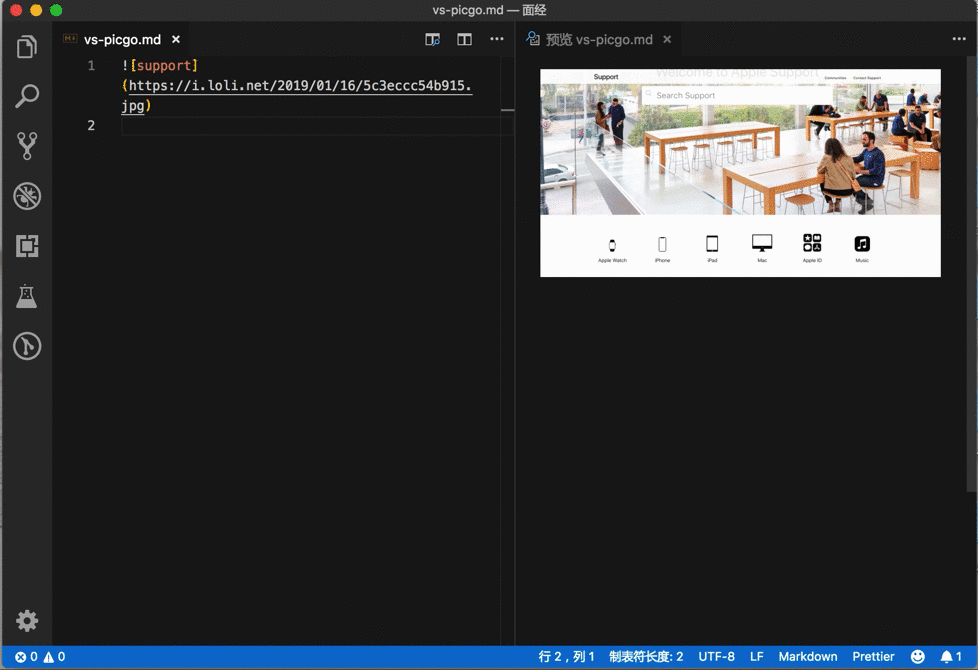 vs-picgo.md — 面经
vs-picgo.md
预览 vs-picgo.md
1
![support]
(https://i.loli.net/2019/01/16/5c3eccc54b915.
jpg)
2
Welcome to Apple Support
Support
Communities
Contact Support
Search Support
Apple Watch
iPhone
iPad
Mac
Apple ID
Music
0 0
行 2，列 1
制表符长度: 2
UTF-8
LF
Markdown
Prettier
1